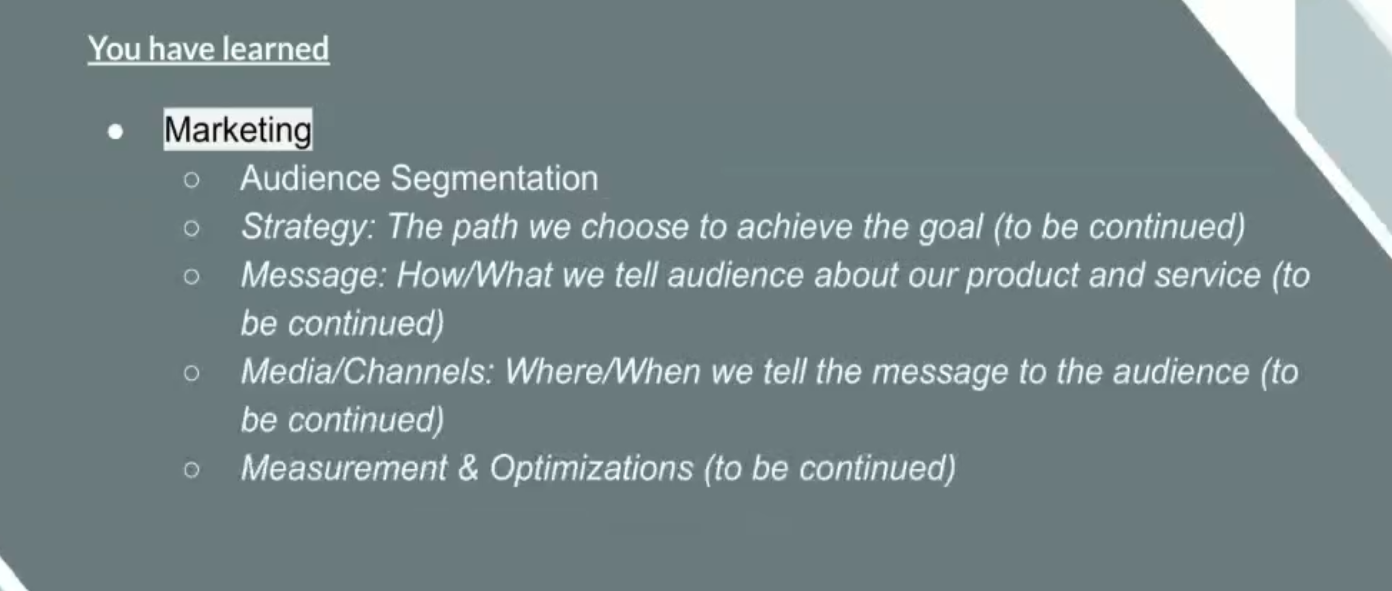 You have learned
● Marketing
○ Audience Segmentation
○ Strategy: The path we choose to achieve the goal (to be continued)
○ Message: How/What we tell audience about our product and service (to
be continued)
○ Media/Channels: Where/When we tell the message to the audience (to
be continued)
○ Measurement & Optimizations (to be continued)